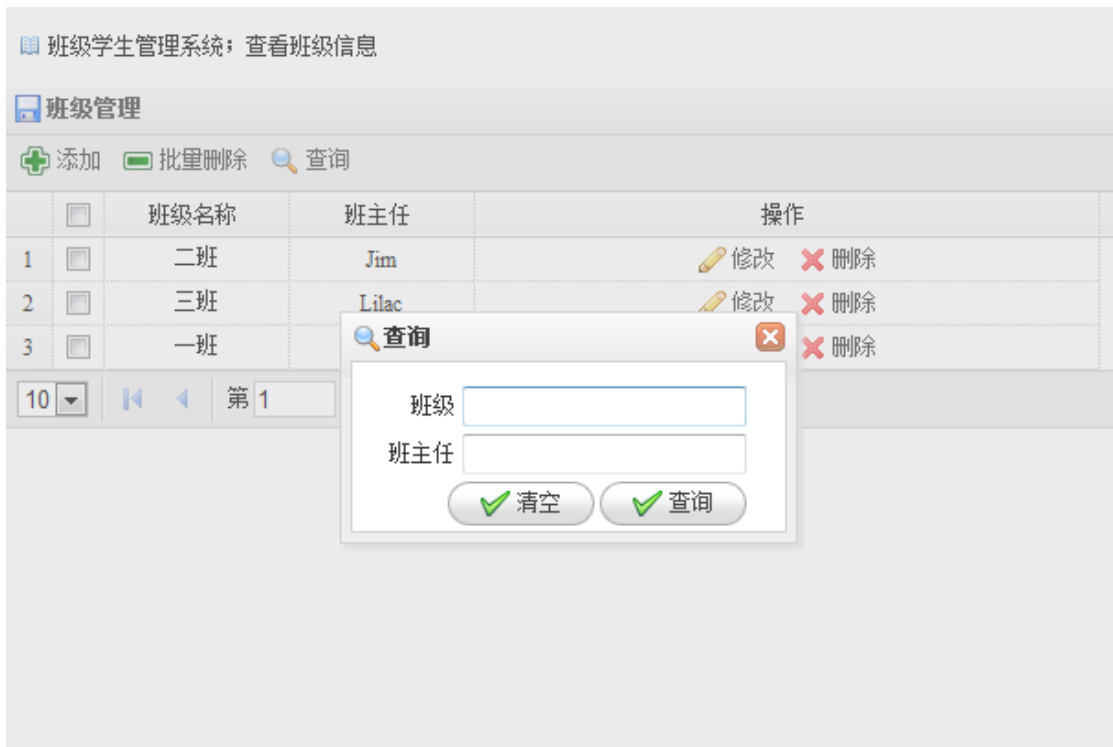 班级学生管理系统；查看班级信息
班级管理
添加 批量删除 查询
班级名称 班主任 操作
1 二班 Jim 修改 删除
2 三班 Lilac 修改 删除
3 一班 删除
10 第 1
查询
班级
班主任
清空 查询